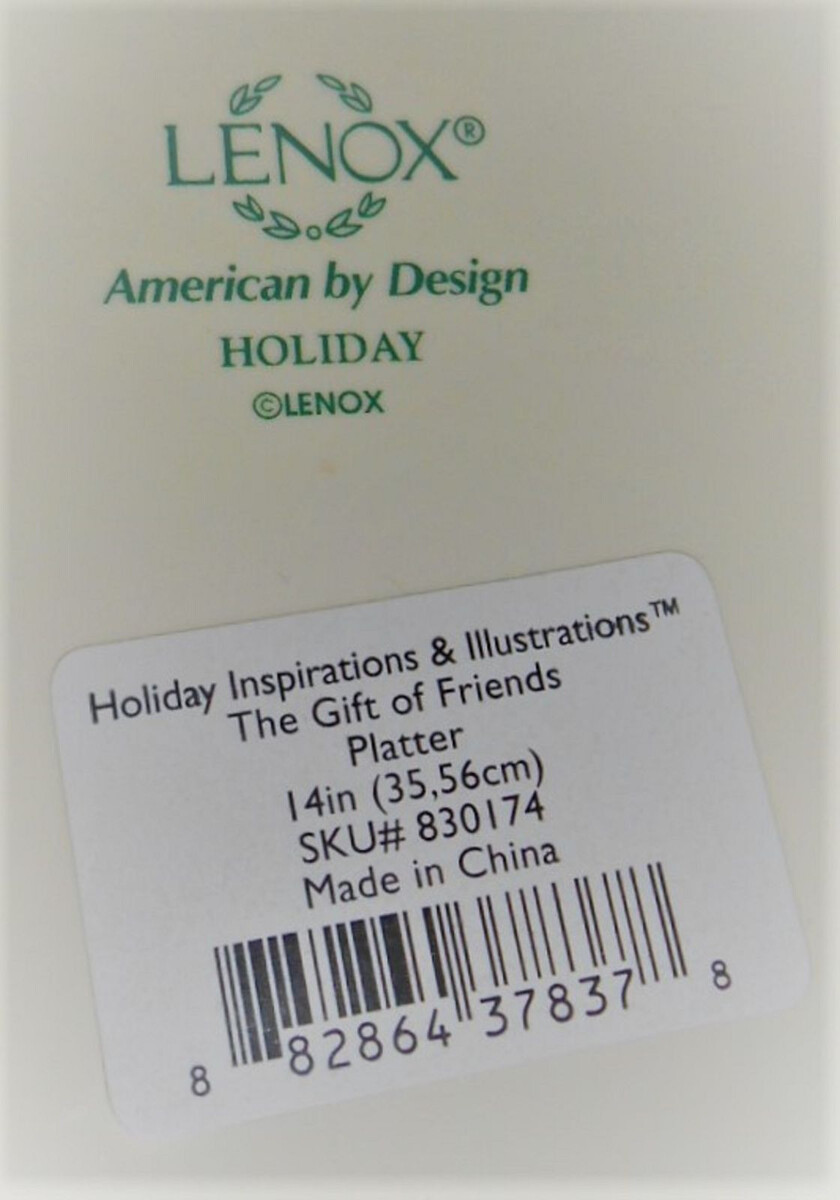 LENOX®
American by Design
HOLIDAY
©LENOX
Holiday Inspirations & Illustrations™
The Gift of Friends
Platter
14in (35,56cm)
SKU# 830174
Made in China
8 82864 37837 8